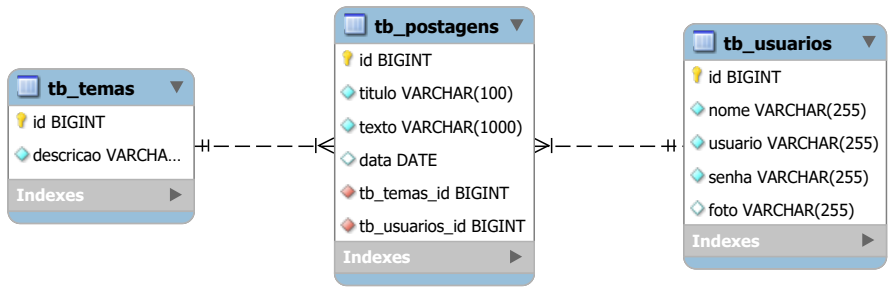 tb_temas
id BIGINT
descricao VARCHA...
Indexes
tb_postagens
id BIGINT
titulo VARCHAR(100)
texto VARCHAR(1000)
data DATE
tb_temas_id BIGINT
tb_usuarios_id BIGINT
Indexes
tb_usuarios
id BIGINT
nome VARCHAR(255)
usuario VARCHAR(255)
senha VARCHAR(255)
foto VARCHAR(255)
Indexes